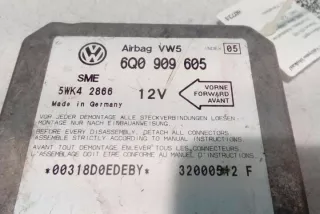 Airbag VW5
INDEX 05
6Q0 909 605
SME
5WK4 2866
Made in Germany
12V
VORNE
FORWARD
AVANT
VOR JEDER DEMONTAGE ALLE STECKVERBINDUNGEN LOESEN
MONTAGE NUR NACH EINBAUANLEITUNG
BEFORE EVERY DISASSEMBLY, DETACH ALL CONNECTORS
ASSEMBLE STRICTLY ACCORDING TO MANUAL INSTRUCTIONS
AVANT TOUT DEMONTAGE ENLEVER TOUS LES CONNECTEURS
L'ASSEMBLAGE DOIT ETRE CONFORME AU MANUEL D'INSTRUCTIONS
*00318D0EDEBY*
F